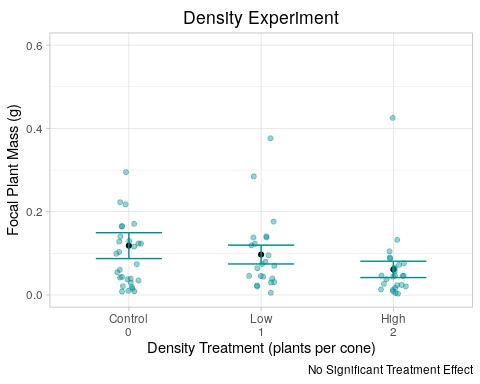 Density Experiment
Focal Plant Mass (g)
0.6
0.4
0.2
0.0
Control Low High
0 1 2
Density Treatment (plants per cone)
No Significant Treatment Effect